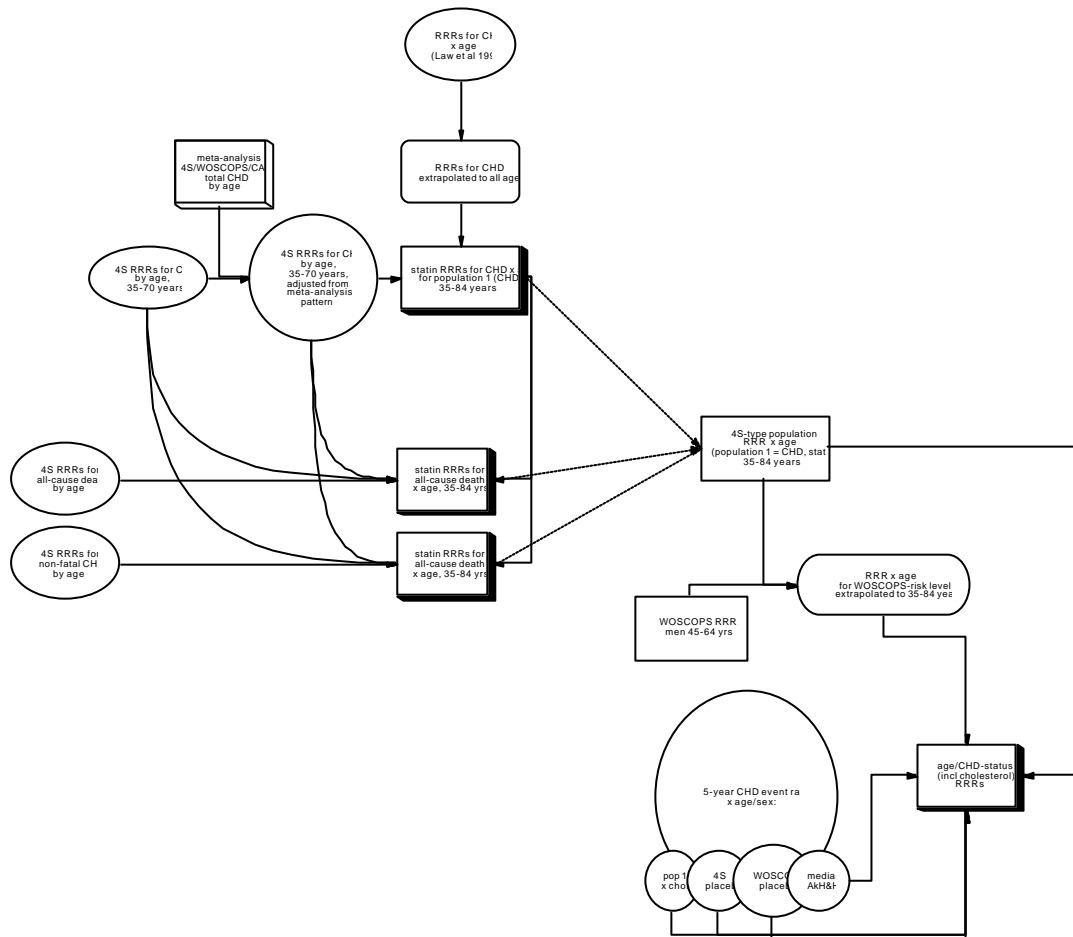 RRRs for
x age
(Law et al
RRRs for CHD
extrapolated to all age
meta-analysis
4S/WOSCOPS/CA
total CHD
by age
4S RRRs for
by age,
35-70 years
4S RRRs for
by age,
35-70 years,
adjusted from
meta-analysis
pattern
statin RRRs for CHD x
for population 1 (CHD
35-84 years
4S RRRs for
all-cause dea
by age
statin RRRs for
all-cause death
x age, 35-84 yrs
4S RRRs for
non-fatal CH
by age
statin RRRs for
all-cause death
x age, 35-84 yrs
4S-type population
RRR x age
(population 1 = CHD, stat
35-84 years
RRR x age
for WOSCOPS-risk level
extrapolated to 35-84 yea
WOSCOPS RRR
men 45-64 yrs
age/CHD-status
(incl cholesterol)
RRRs
5-year CHD event ra
x age/sex:
pop 1
x cho
4S
place
WOSCO
place
media
AkH&H